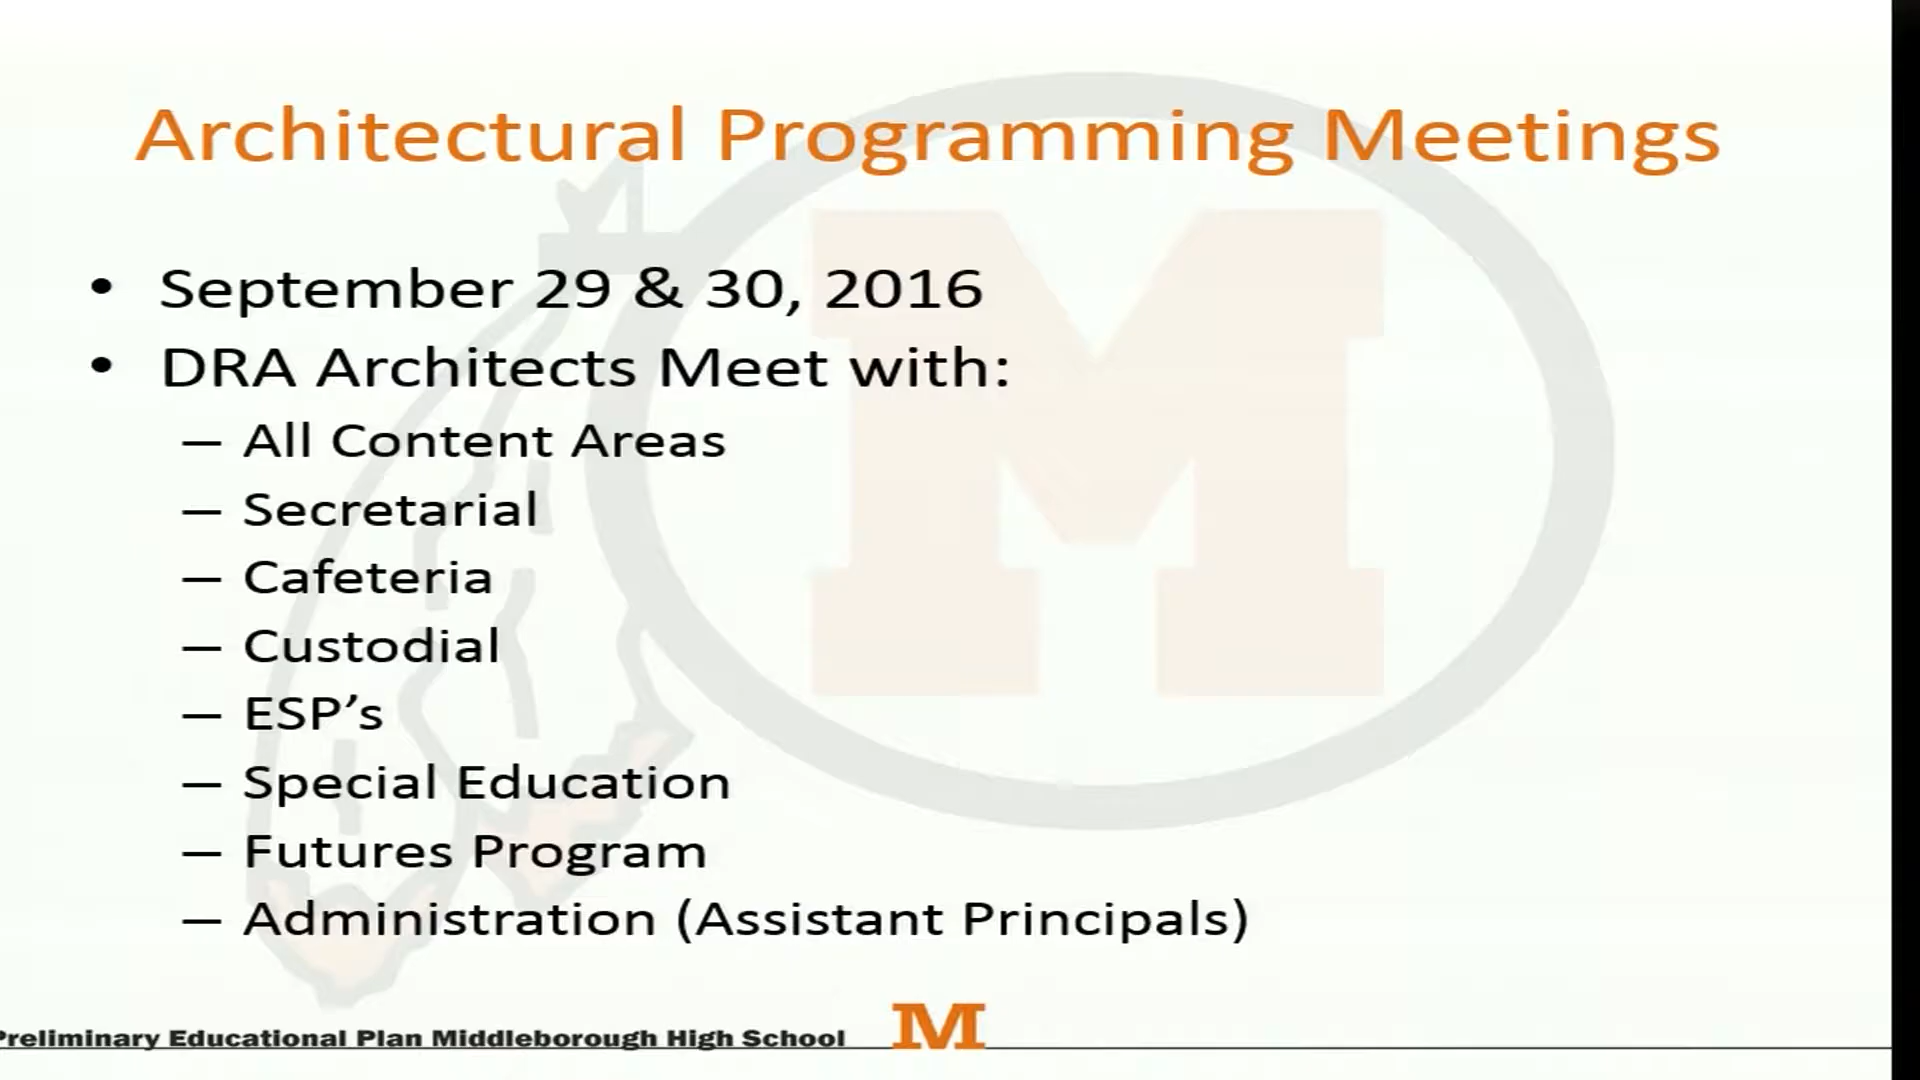 Architectural Programming Meetings
• September 29 & 30, 2016
• DRA Architects Meet with:
– All Content Areas
– Secretarial
– Cafeteria
– Custodial
– ESP’s
– Special Education
– Futures Program
– Administration (Assistant Principals)
Preliminary Educational Plan Middleborough High School
M